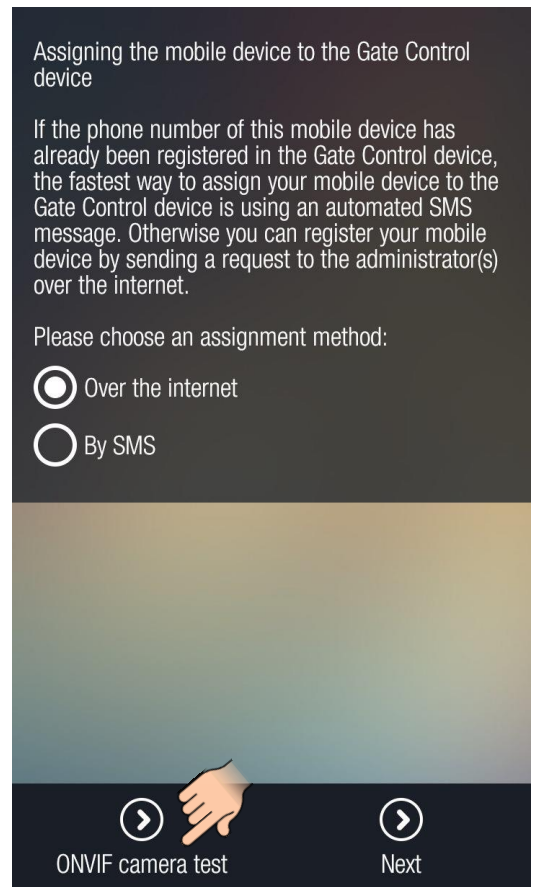 Assigning the mobile device to the Gate Control
device
If the phone number of this mobile device has
already been registered in the Gate Control device,
the fastest way to assign your mobile device to the
Gate Control device is using an automated SMS
message. Otherwise you can register your mobile
device by sending a request to the administrator(s)
over the internet.
Please choose an assignment method:
Over the internet
By SMS
ONVIF camera test
Next